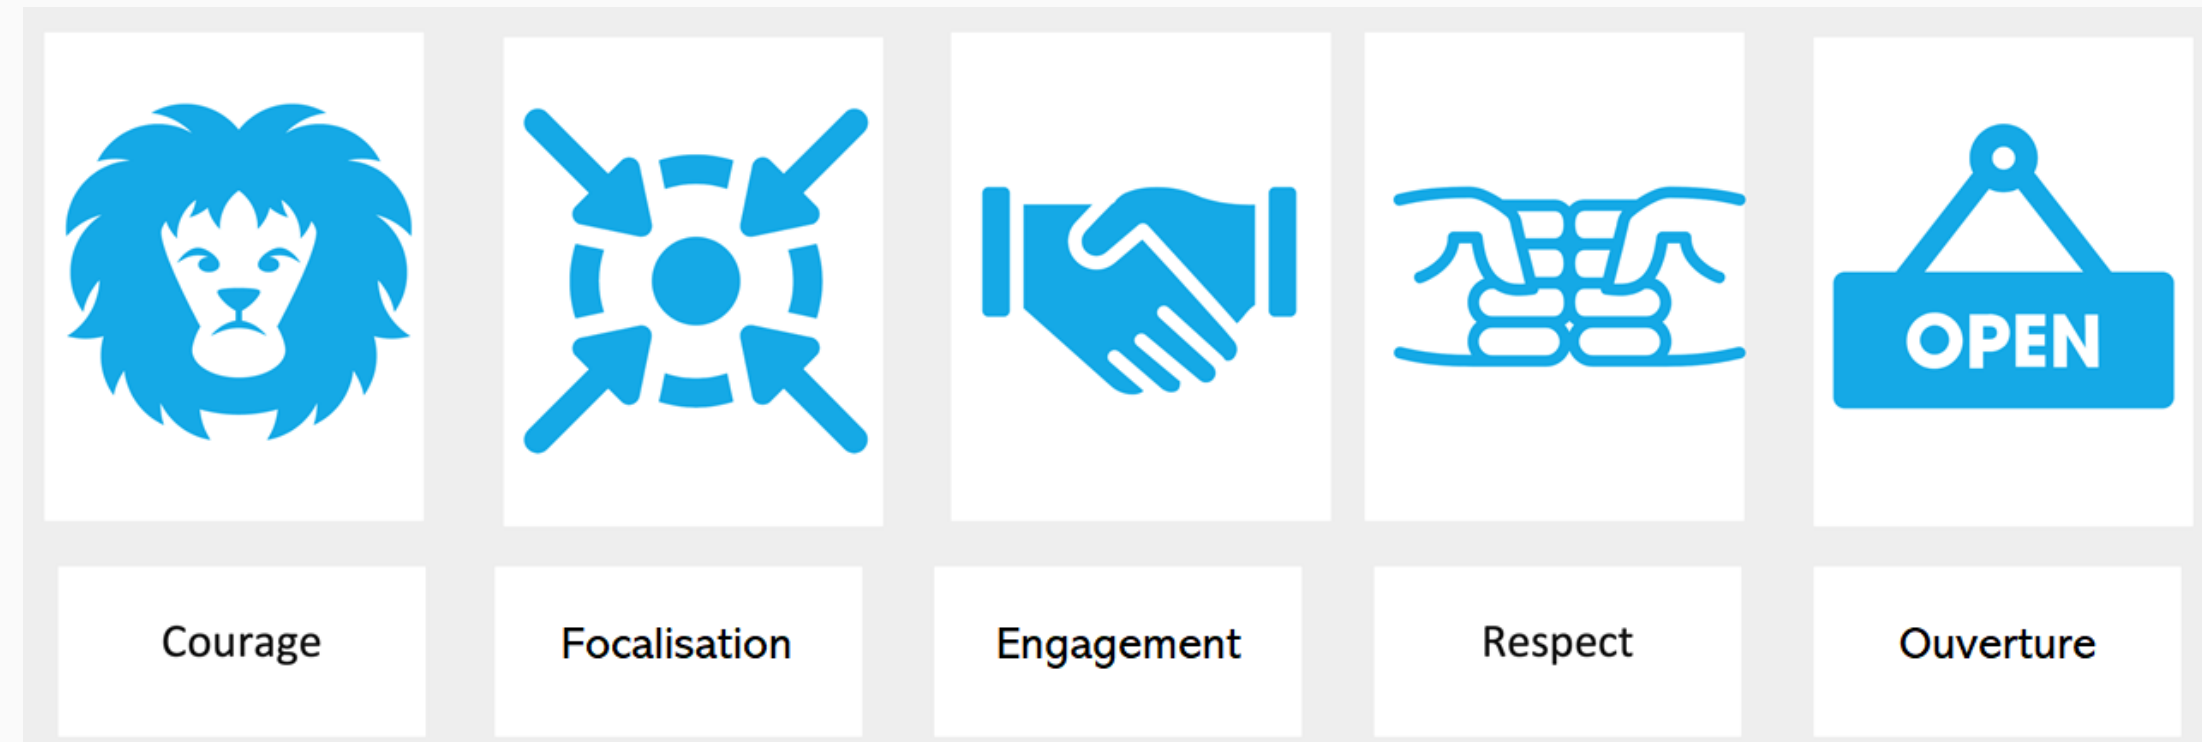 OPEN
Courage
Focalisation
Engagement
Respect
Ouverture